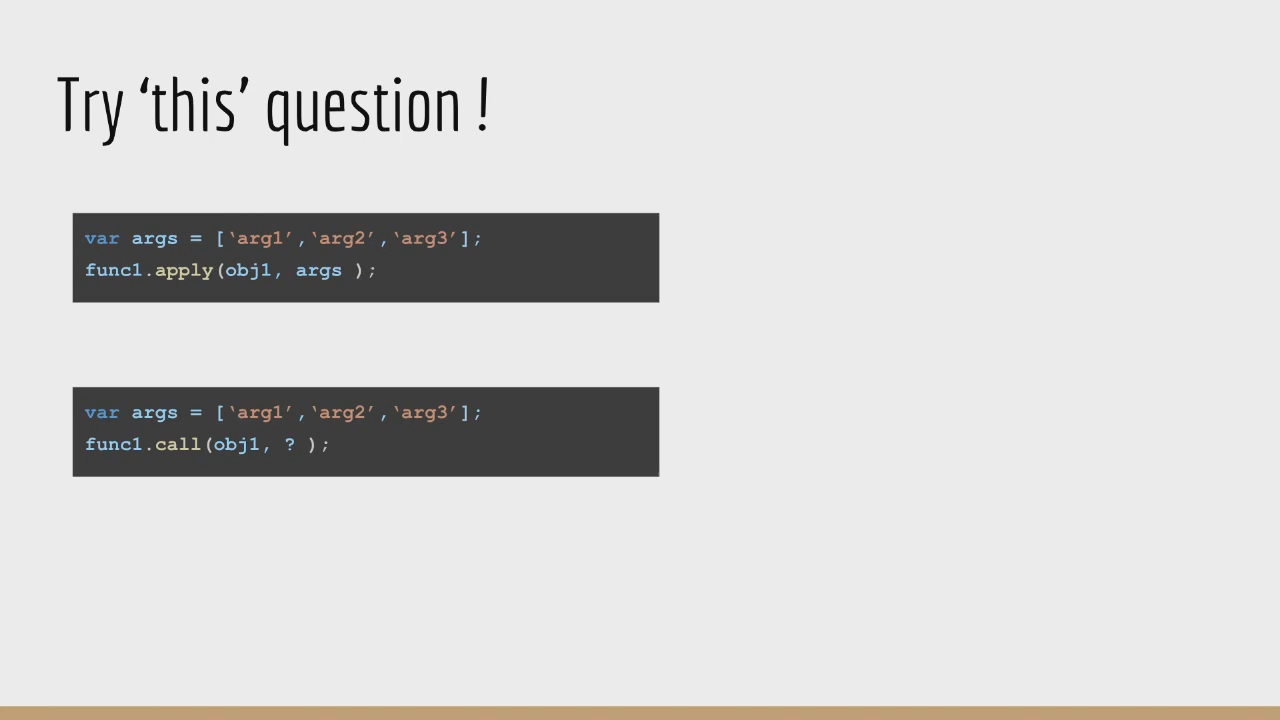 Try ‘this’ question !
var args = [‘arg1’,‘arg2’,‘arg3’];
func1.apply(obj1, args );
var args = [‘arg1’,‘arg2’,‘arg3’];
func1.call(obj1, ? );